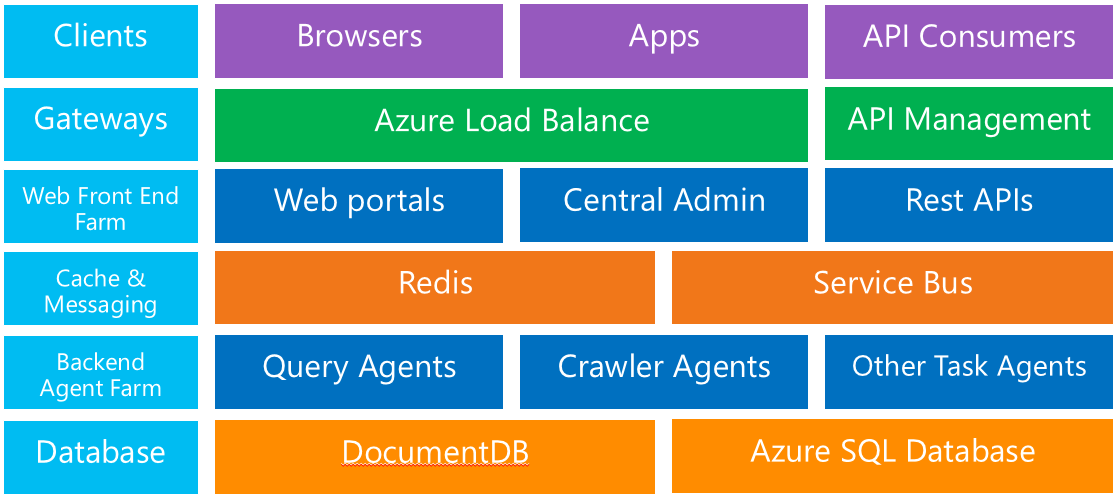 Clients
Browsers
Apps
API Consumers
Gateways
Azure Load Balance
API Management
Web Front End
Farm
Web portals
Central Admin
Rest APIs
Cache &
Messaging
Redis
Service Bus
Backend
Agent Farm
Query Agents
Crawler Agents
Other Task Agents
Database
DocumentDB
Azure SQL Database